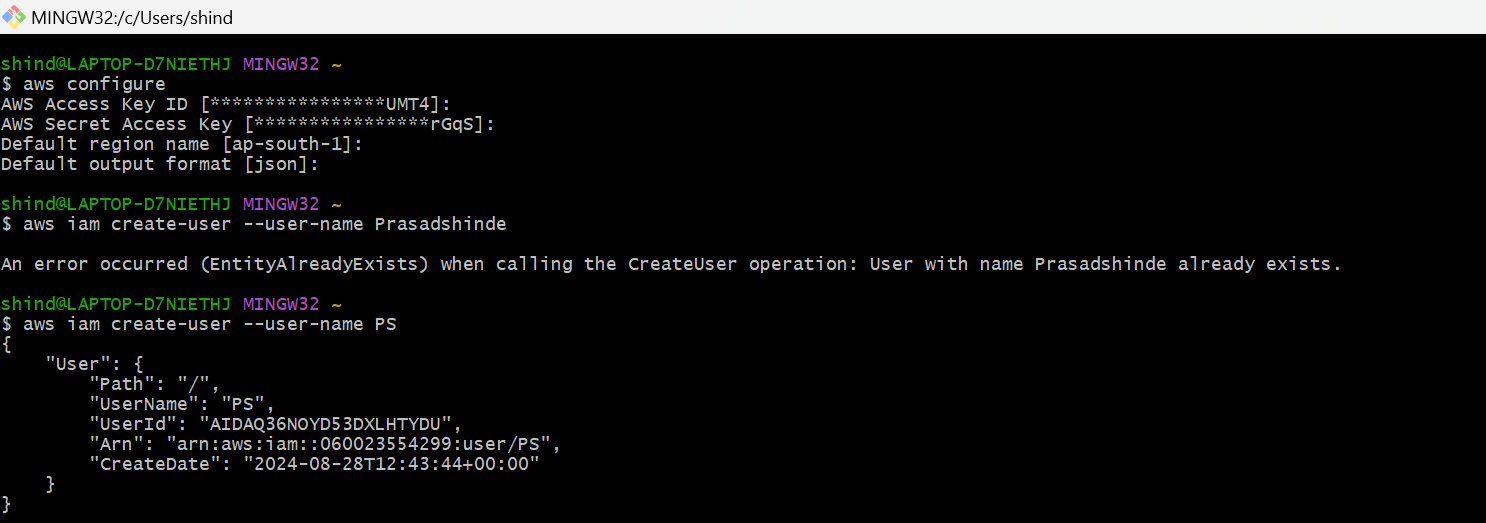 MINGW32:/c/Users/shind
shind@LAPTOP-D7NIETHJ MINGW32 ~
$ aws configure
AWS Access Key ID [****************UMT4]:
AWS Secret Access Key [****************rGqS]:
Default region name [ap-south-1]:
Default output format [json]:
shind@LAPTOP-D7NIETHJ MINGW32 ~
$ aws iam create-user --user-name Prasadshinde
An error occurred (EntityAlreadyExists) when calling the CreateUser operation: User with name Prasadshinde already exists.
shind@LAPTOP-D7NIETHJ MINGW32 ~
$ aws iam create-user --user-name PS
{
    "User": {
        "Path": "/",
        "UserName": "PS",
        "UserId": "AIDAQ36NOYD53DXLHTYDU",
        "Arn": "arn:aws:iam::060023554299:user/PS",
        "CreateDate": "2024-08-28T12:43:44+00:00"
    }
}